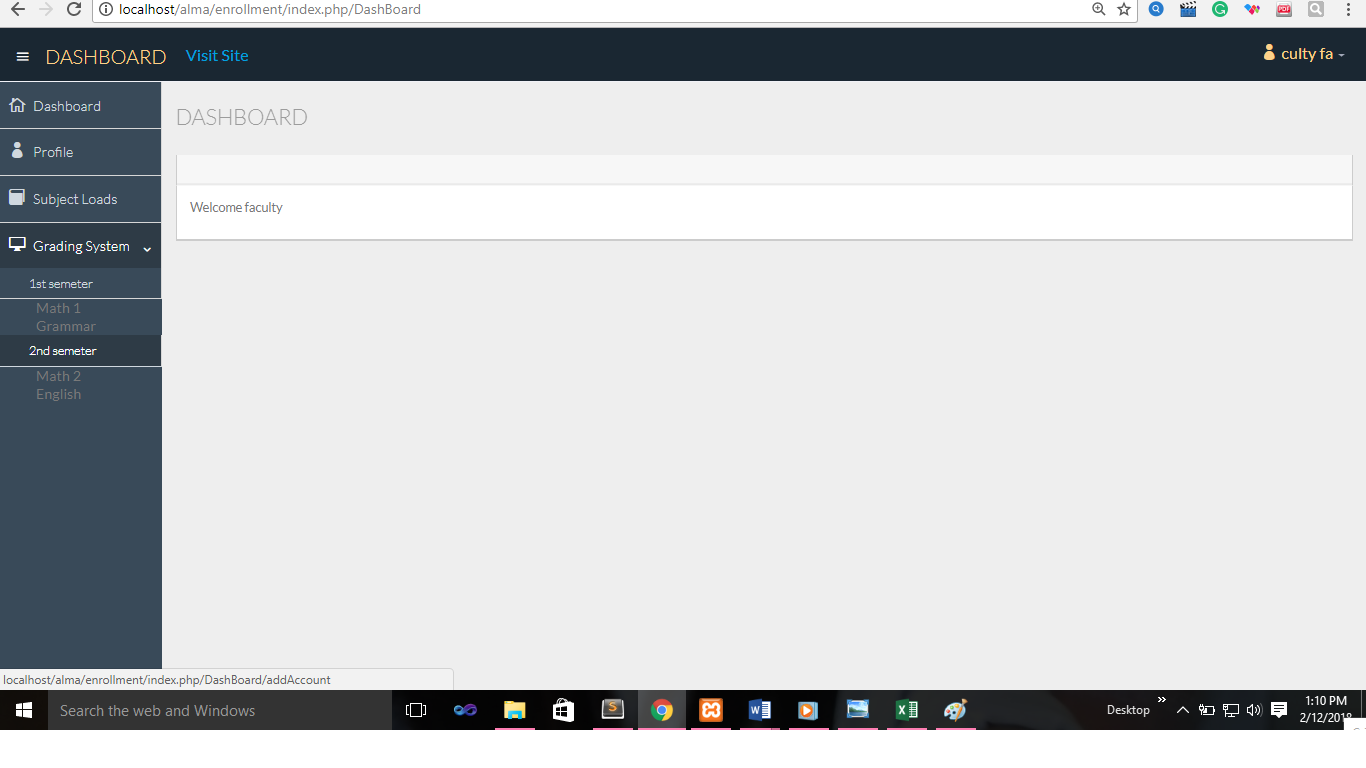 localhost/alma/enrollment/index.php/DashBoard
DASHBOARD Visit Site culty fa
Dashboard
Profile
Subject Loads
Grading System
1st semeter
Math 1
Grammar
2nd semeter
Math 2
English
DASHBOARD
Welcome faculty
localhost/alma/enrollment/index.php/DashBoard/addAccount
Search the web and Windows
Desktop
1:10 PM
2/12/2018